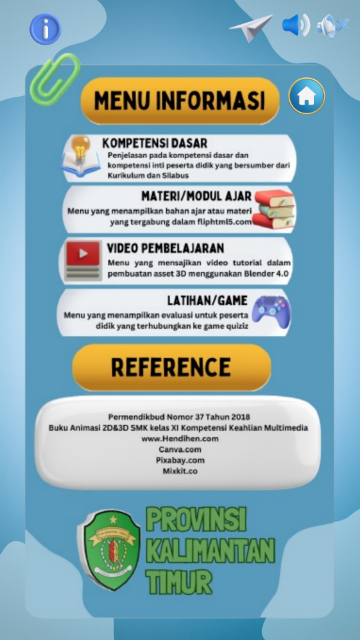 MENU INFORMASI
KOMPETENSI DASAR
Penjelasan pada kompetensi dasar dan
kompetensi inti peserta didik yang bersumber dari
Kurikulum dan Silabus
MATERI/MODUL AJAR
Menu yang menampilkan bahan ajar atau materi
yang tergabung dalam fliphtml5.com
VIDEO PEMBELAJARAN
Menu yang mensajikan video tutorial dalam
pembuatan asset 3D menggunakan Blender 4.0
LATIHAN/GAME
Menu yang menampilkan evaluasi untuk peserta
didik yang terhubungkan ke game quiziz
REFERENCE
Permendikbud Nomor 37 Tahun 2018
Buku Animasi 2D&3D SMK kelas XI Kompetensi Keahlian Multimedia
www.Hendihen.com
Canva.com
Pixabay.com
Mixkit.co
PROVINSI
KALIMANTAN
TIMUR